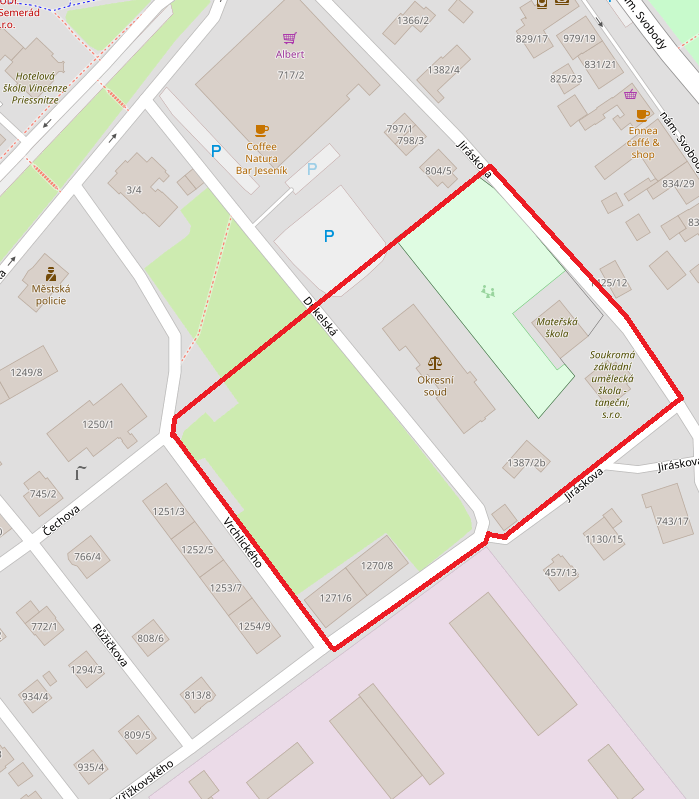 Semerád
r.o.
Hotelová
škola Vincenze
Priessnitze
Albert
717/2
1366/2
1382/4
829/17
979/19
831/21
825/23
nám. Svobody
Ennea
caffé &
shop
nám. Svobody
834/29
P
Coffee
Natura
Bar Jeseník
P
797/1
798/3
804/5
Jiráskova
3/4
P
Městská
policie
Dukelská
1249/8
1250/1
745/2
Čechova
766/4
772/1
1294/3
934/4
Růžičkova
808/6
813/8
809/5
935/4
Křižkovského
1251/3
1252/5
1253/7
1254/9
Vrchlického
1270/8
1271/6
Okresní
soud
Mateřská
škola
Soukromá
základní
umělecká
škola -
taneční,
s.r.o.
1387/2b
Jiráskova
Jiráskova
743/17
1130/15
457/13